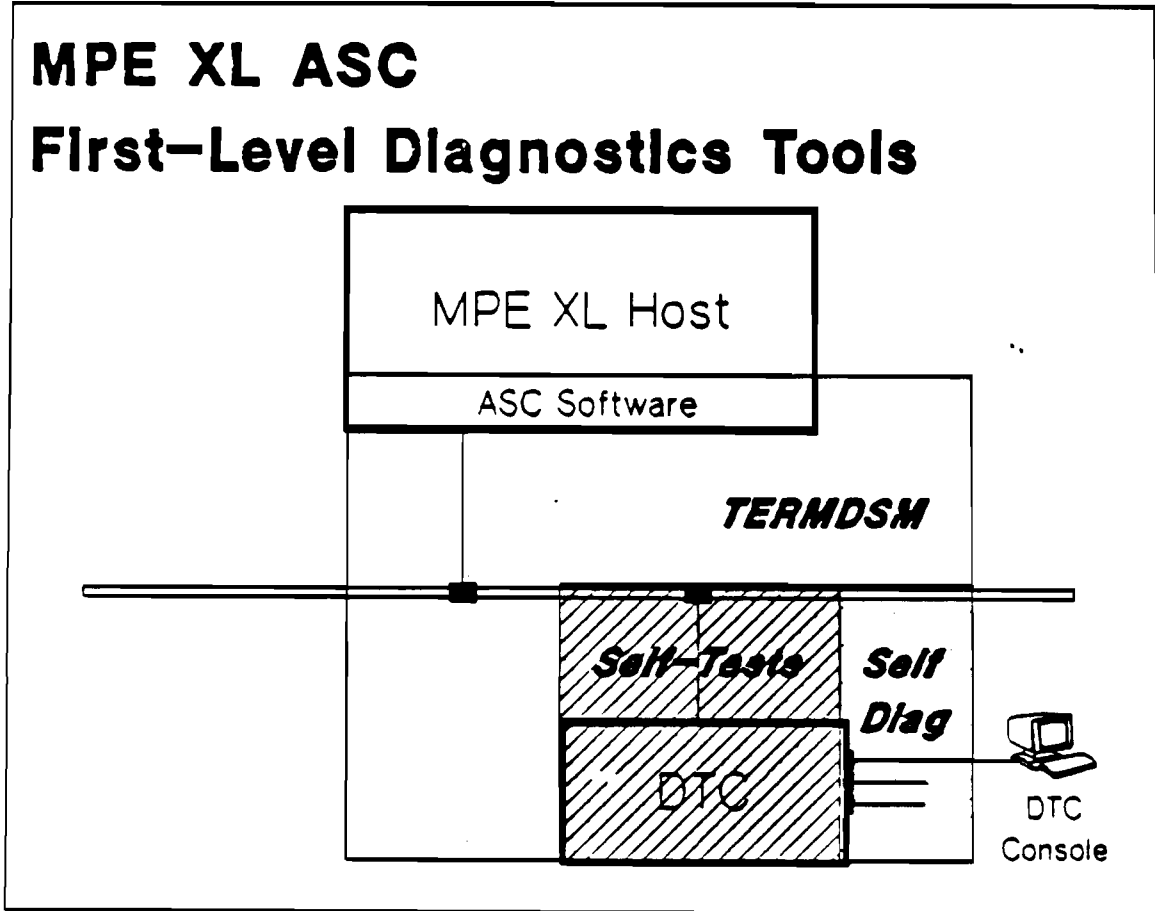 MPE XL ASC
First-Level Diagnostics Tools
MPE XL Host
ASC Software
TERMDSM
Self-Tests
Self
Diag
DTC
DTC
Console